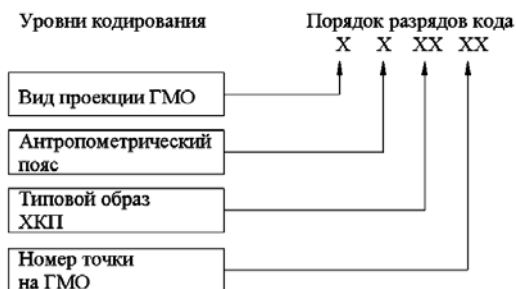 Уровни кодирования Порядок разрядов кода
X X XX XX
Вид проекции ГМО
Антропометрический
пояс
Типовой образ
ХКП
Номер точки
на ГМО